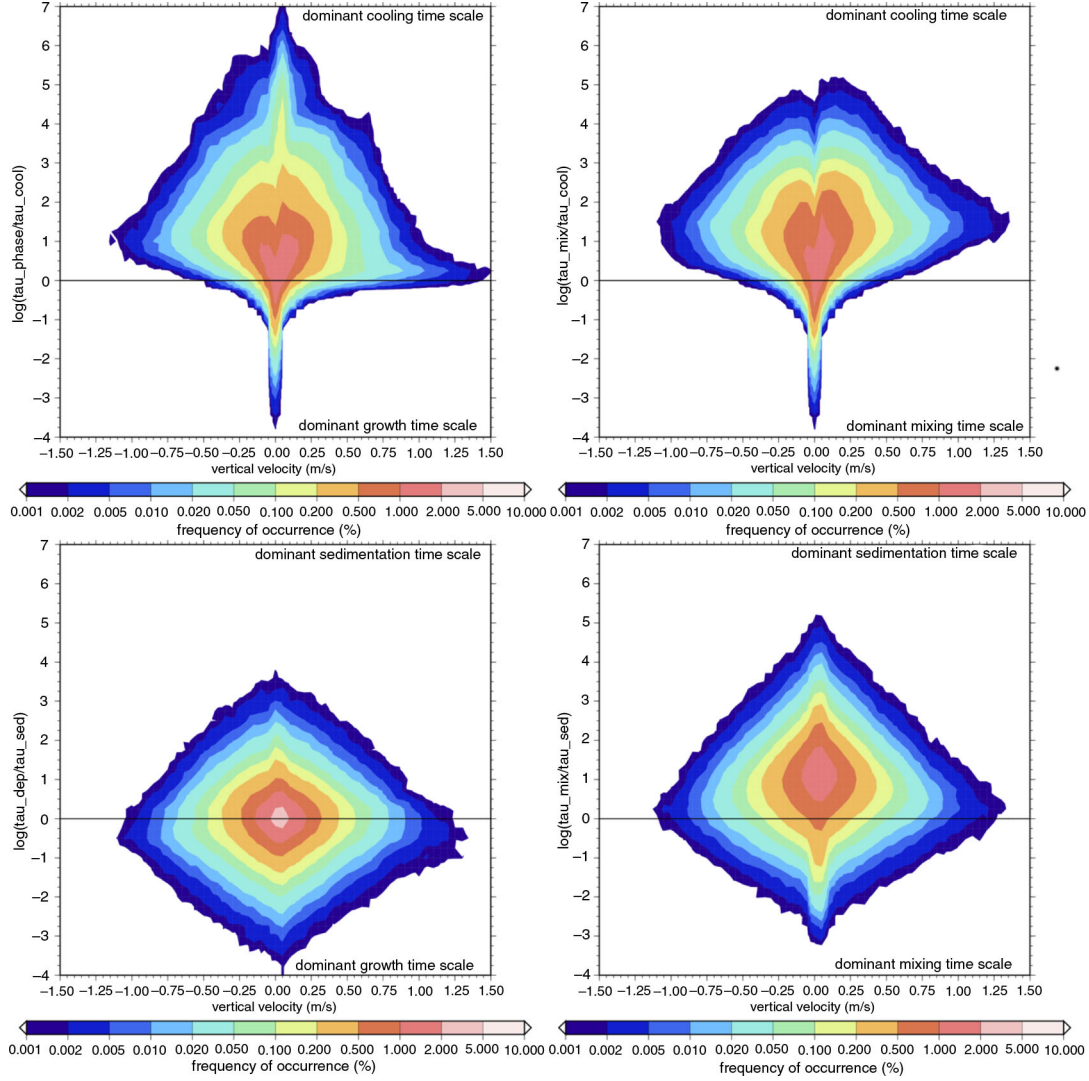 dominant cooling time scale
7
6
5
4
3
2
1
0
−1
−2
−3
−4
log(tau_phase/tau_cool)
dominant growth time scale
−1.50 −1.25 −1.00 −0.75 −0.50 −0.25 0.00 0.25 0.50 0.75 1.00 1.25 1.50
vertical velocity (m/s)
0.001 0.002 0.005 0.010 0.020 0.050 0.100 0.200 0.500 1.000 2.000 5.000 10.000
frequency of occurrence (%)
dominant cooling time scale
7
6
5
4
3
2
1
0
−1
−2
−3
−4
log(tau_mix/tau_cool)
dominant mixing time scale
−1.50 −1.25 −1.00 −0.75 −0.50 −0.25 0.00 0.25 0.50 0.75 1.00 1.25 1.50
vertical velocity (m/s)
0.001 0.002 0.005 0.010 0.020 0.050 0.100 0.200 0.500 1.000 2.000 5.000 10.000
frequency of occurrence (%)
dominant sedimentation time scale
7
6
5
4
3
2
1
0
−1
−2
−3
−4
log(tau_dep/tau_sed)
dominant growth time scale
−1.50 −1.25 −1.00 −0.75 −0.50 −0.25 0.00 0.25 0.50 0.75 1.00 1.25 1.50
vertical velocity (m/s)
0.001 0.002 0.005 0.010 0.020 0.050 0.100 0.200 0.500 1.000 2.000 5.000 10.000
frequency of occurrence (%)
dominant sedimentation time scale
7
6
5
4
3
2
1
0
−1
−2
−3
−4
log(tau_mix/tau_sed)
dominant mixing time scale
−1.50 −1.25 −1.00 −0.75 −0.50 −0.25 0.00 0.25 0.50 0.75 1.00 1.25 1.50
vertical velocity (m/s)
0.001 0.002 0.005 0.010 0.020 0.050 0.100 0.200 0.500 1.000 2.000 5.000 10.000
frequency of occurrence (%)